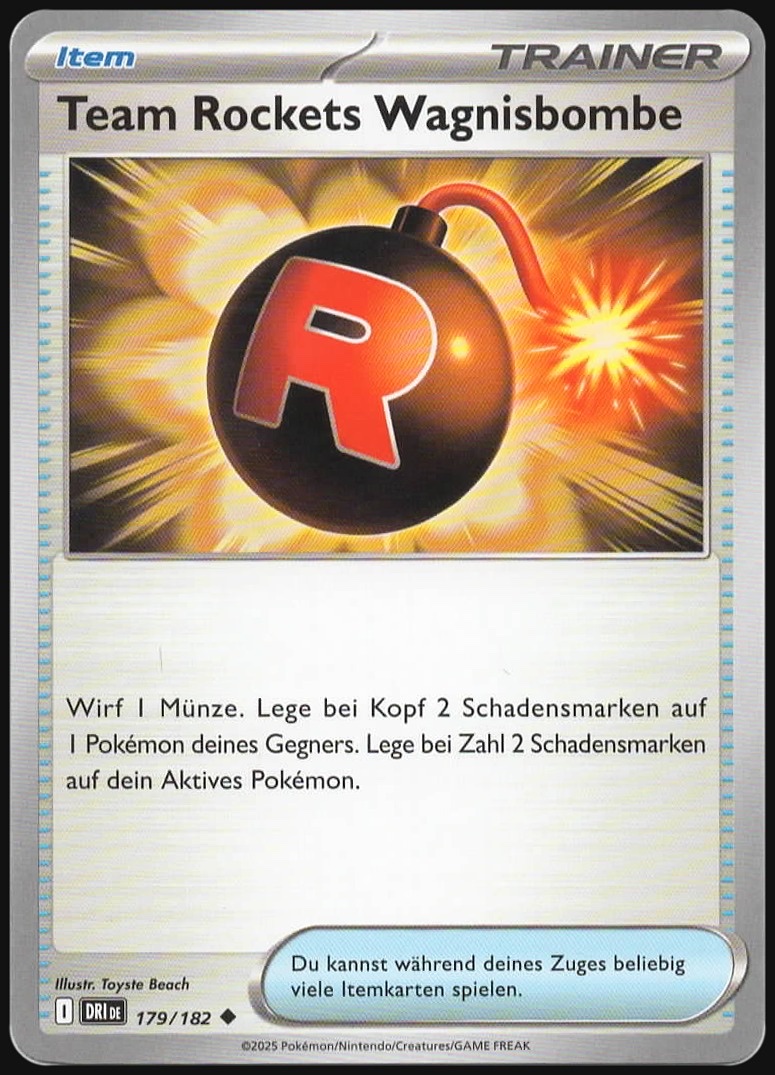 Item
TRAINER
Team Rockets Wagnisbombe
R
Wirf 1 Münze. Lege bei Kopf 2 Schadensmarken auf
1 Pokémon deines Gegners. Lege bei Zahl 2 Schadensmarken
auf dein Aktives Pokémon.
Du kannst während deines Zuges beliebig
viele Itemkarten spielen.
Illustr. Toyste Beach
I DRI DE 179/182 ◆
©2025 Pokémon/Nintendo/Creatures/GAME FREAK